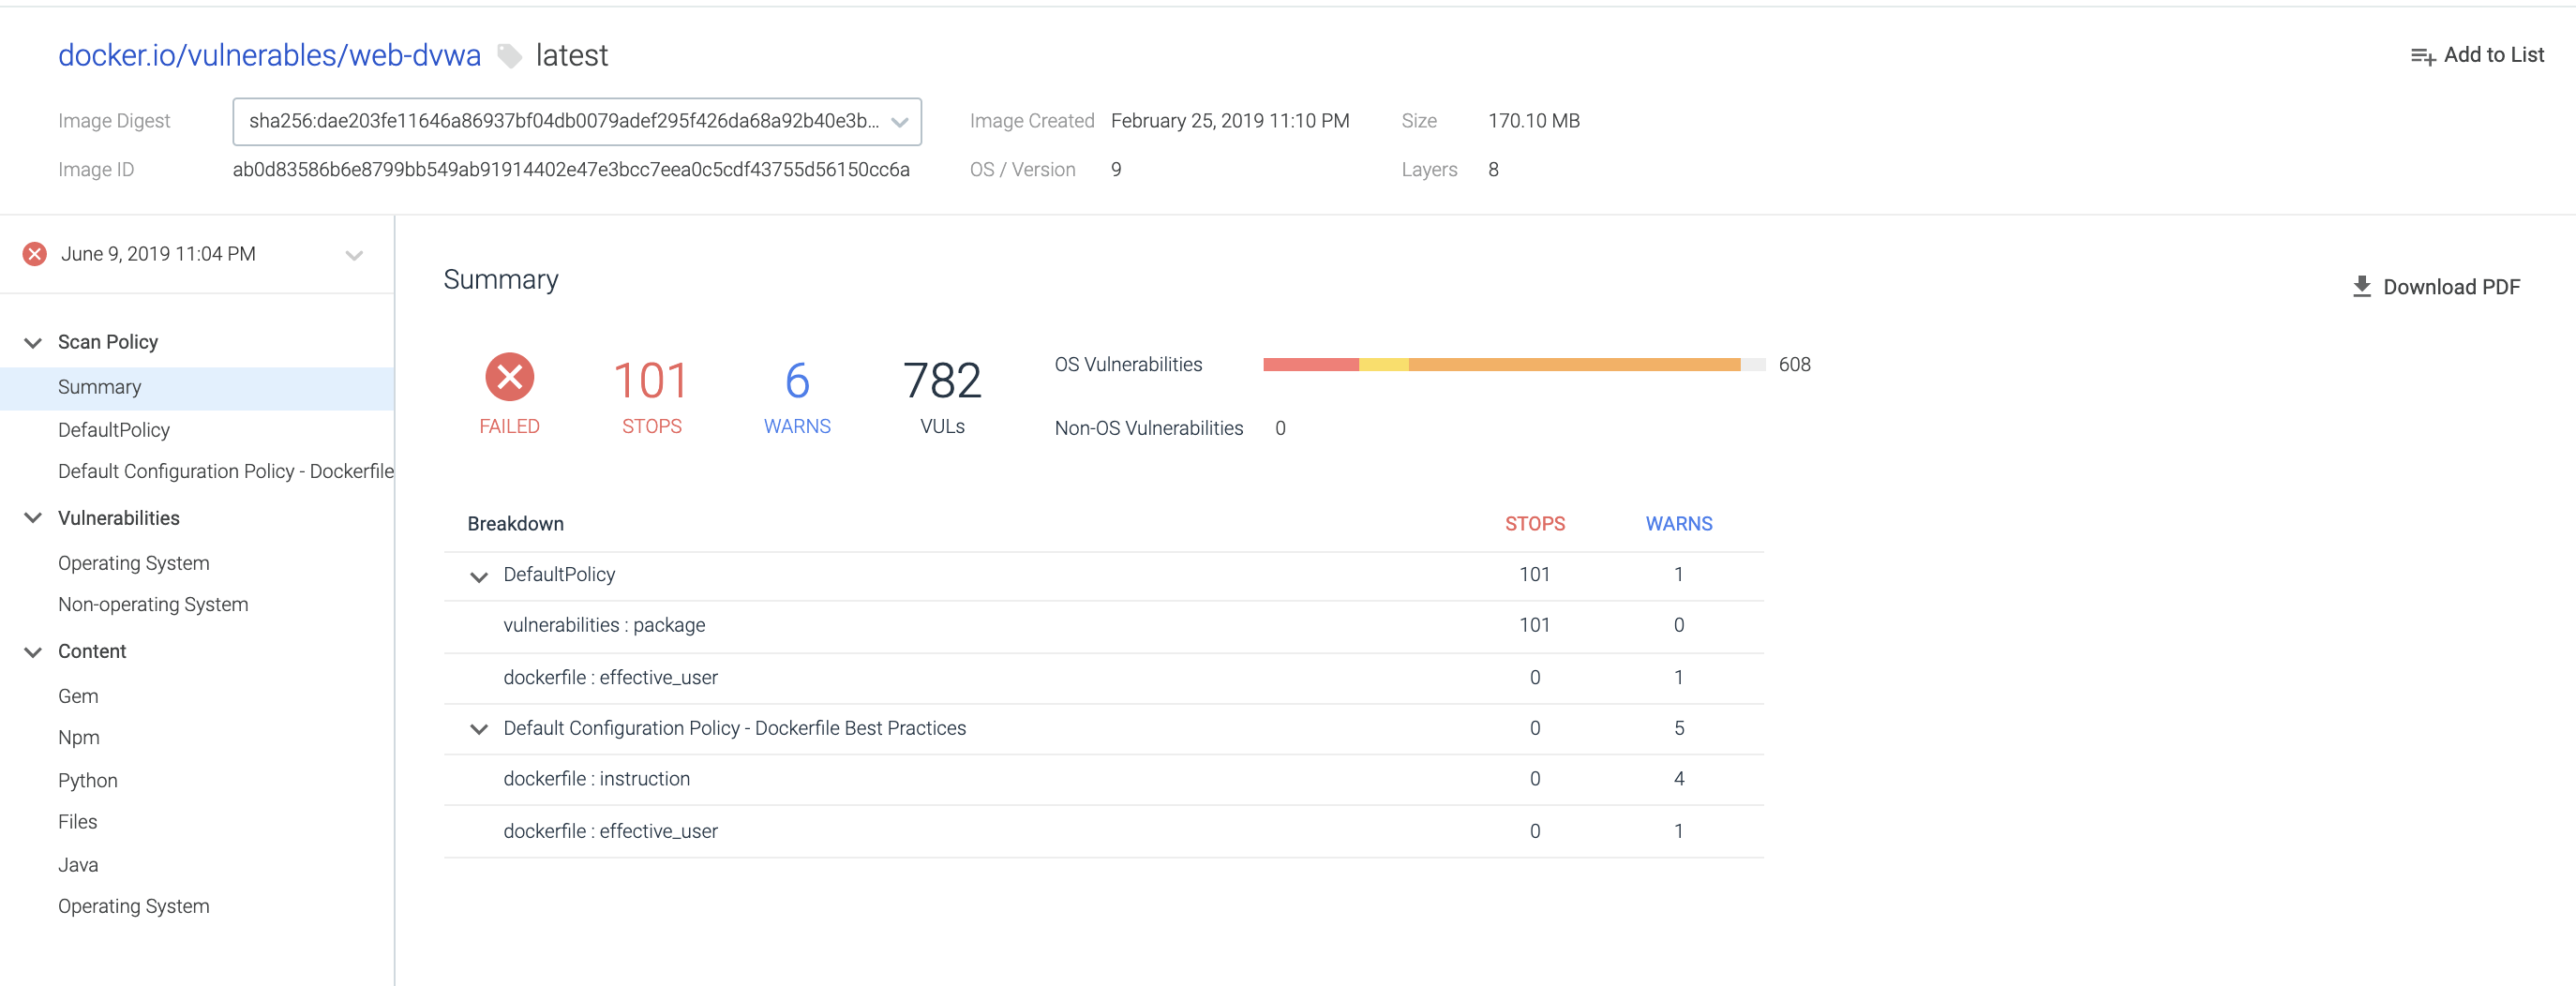 docker.io/vulnerables/web-dvwa latest
Add to List
Image Digest sha256:dae203fe11646a86937bf04db0079adef295f426da68a92b40e3b... Image Created February 25, 2019 11:10 PM Size 170.10 MB
Image ID ab0d83586b6e8799bb549ab91914402e47e3bcc7eea0c5cdf43755d56150cc6a OS / Version 9 Layers 8
June 9, 2019 11:04 PM
Scan Policy
Summary
DefaultPolicy
Default Configuration Policy - Dockerfile
Vulnerabilities
Operating System
Non-operating System
Content
Gem
Npm
Python
Files
Java
Operating System
Summary
Download PDF
FAILED
101
STOPS
6
WARNS
782
VULs
OS Vulnerabilities 608
Non-OS Vulnerabilities 0
Breakdown STOPS WARNS
DefaultPolicy 101 1
vulnerabilities : package 101 0
dockerfile : effective_user 0 1
Default Configuration Policy - Dockerfile Best Practices 0 5
dockerfile : instruction 0 4
dockerfile : effective_user 0 1